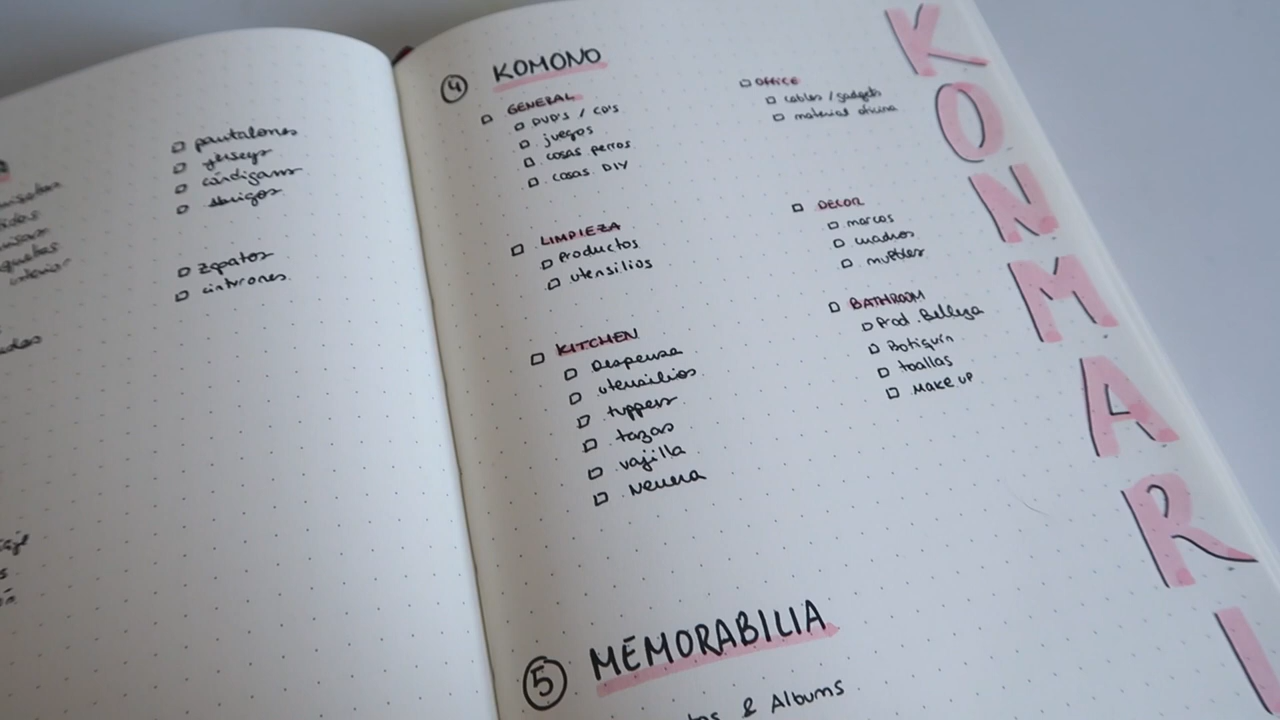 pantalones
yerseys
cárdigans
abrigos
zapatos
cinturones
4 KOMONO
GENERAL
DVD'S / CD'S
juegos
cosas perros
cosas DIY
LIMPIEZA
Productos
utensilios
KITCHEN
Despensa
utensilios
tuppers
tazas
vajilla
Nevera
OFFICE
cables / gadgets
material oficina
DECOR
marcos
cuadros
muebles
BATHROOM
Prod. Belleza
Botiquín
toallas
Make up
5 MEMORABILIA
& Albums
KONMARI